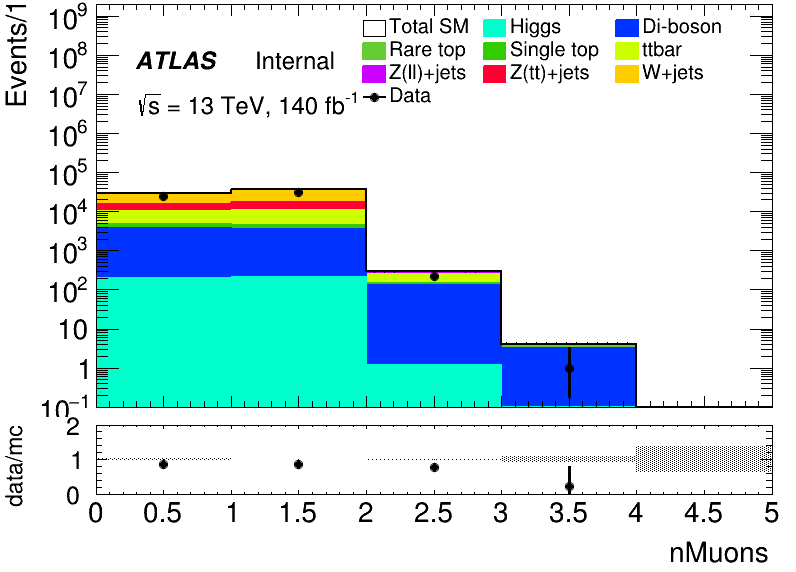 Events/1
10⁹
10⁸
10⁷
10⁶
10⁵
10⁴
10³
10²
10
1
10⁻¹
ATLAS Internal
√s = 13 TeV, 140 fb⁻¹
Total SM Higgs Di-boson
Rare top Single top ttbar
Z(ll)+jets Z(tt)+jets W+jets
Data
data/mc
2
1
0
0 0.5 1 1.5 2 2.5 3 3.5 4 4.5 5
nMuons